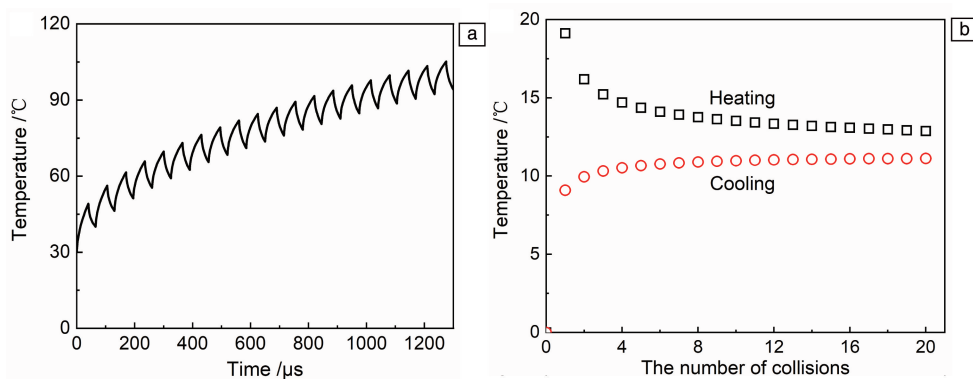 a
Temperature /℃
120
90
60
30
0
0 200 400 600 800 1000 1200
Time /μs
b
Temperature /℃
20
15
10
5
0
Heating
Cooling
0 4 8 12 16 20
The number of collisions